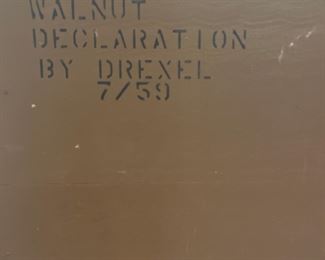 WALNUT
DECLARATION
BY DREXEL
7/59